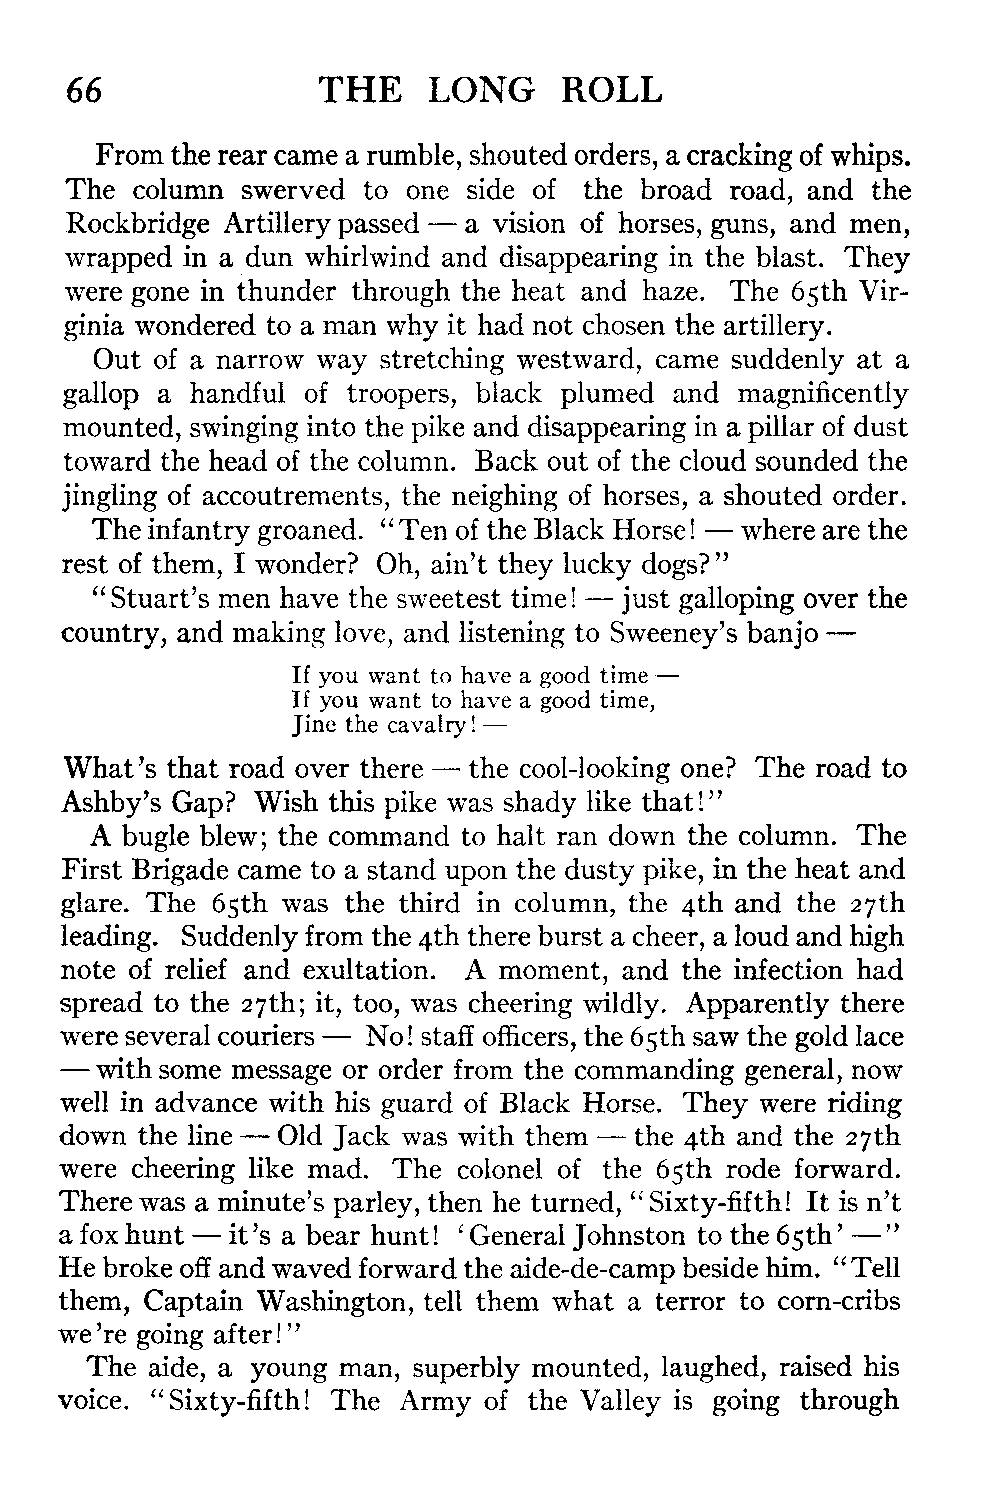 66 THE LONG ROLL
From the rear came a rumble, shouted orders, a cracking of whips.
The column swerved to one side of the broad road, and the
Rockbridge Artillery passed — a vision of horses, guns, and men,
wrapped in a dun whirlwind and disappearing in the blast. They
were gone in thunder through the heat and haze. The 65th Vir-
ginia wondered to a man why it had not chosen the artillery.
Out of a narrow way stretching westward, came suddenly at a
gallop a handful of troopers, black plumed and magnificently
mounted, swinging into the pike and disappearing in a pillar of dust
toward the head of the column. Back out of the cloud sounded the
jingling of accoutrements, the neighing of horses, a shouted order.
The infantry groaned. “Ten of the Black Horse! — where are the
rest of them, I wonder? Oh, ain't they lucky dogs?”
“Stuart's men have the sweetest time! — just galloping over the
country, and making love, and listening to Sweeney's banjo —
If you want to have a good time —
If you want to have a good time,
Jine the cavalry! —
What's that road over there — the cool-looking one? The road to
Ashby's Gap? Wish this pike was shady like that!”
A bugle blew; the command to halt ran down the column. The
First Brigade came to a stand upon the dusty pike, in the heat and
glare. The 65th was the third in column, the 4th and the 27th
leading. Suddenly from the 4th there burst a cheer, a loud and high
note of relief and exultation. A moment, and the infection had
spread to the 27th; it, too, was cheering wildly. Apparently there
were several couriers — No! staff officers, the 65th saw the gold lace
— with some message or order from the commanding general, now
well in advance with his guard of Black Horse. They were riding
down the line — Old Jack was with them — the 4th and the 27th
were cheering like mad. The colonel of the 65th rode forward.
There was a minute's parley, then he turned, “Sixty-fifth! It is n't
a fox hunt — it's a bear hunt! ‘General Johnston to the 65th’ —”
He broke off and waved forward the aide-de-camp beside him. “Tell
them, Captain Washington, tell them what a terror to corn-cribs
we're going after!”
The aide, a young man, superbly mounted, laughed, raised his
voice. “Sixty-fifth! The Army of the Valley is going through